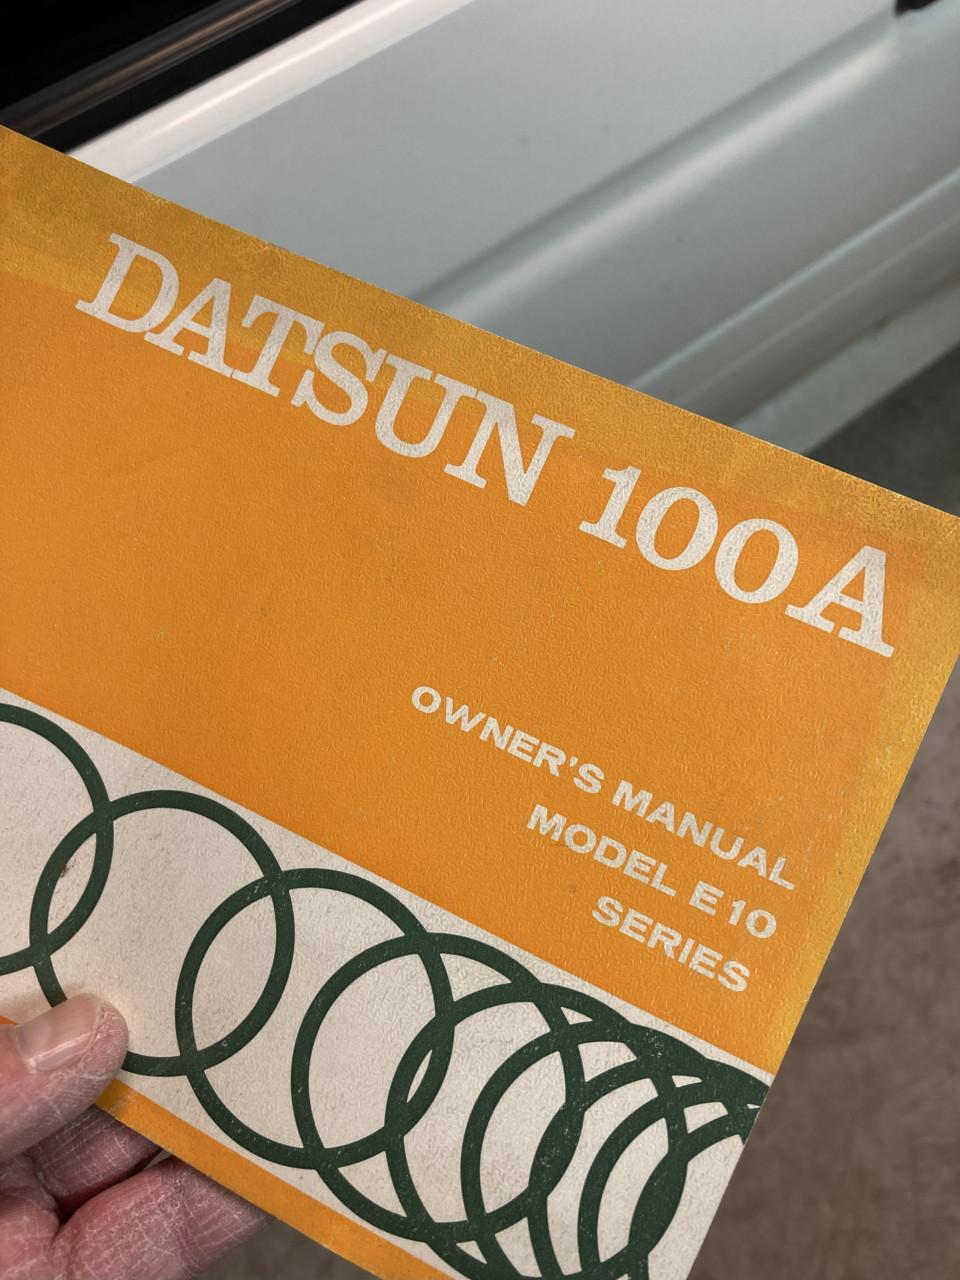 DATSUN 100A
OWNER'S MANUAL
MODEL E10
SERIES